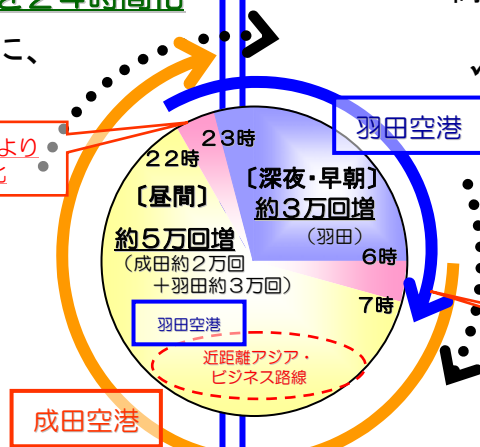 に、
羽田空港
より
23時
22時
〔深夜・早朝〕
約３万回増
（羽田）
〔昼間〕
約５万回増
（成田約２万回
＋羽田約３万回）
6時
7時
羽田空港
近距離アジア・
ビジネス路線
成田空港